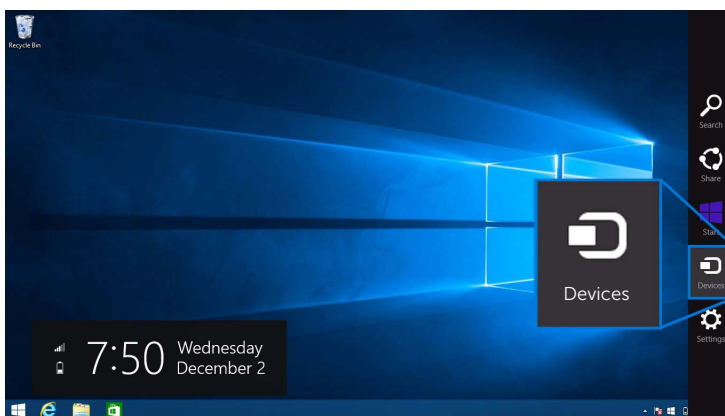 Recycle Bin
Search
Share
Start
Devices
Devices
Settings
7:50
Wednesday
December 2